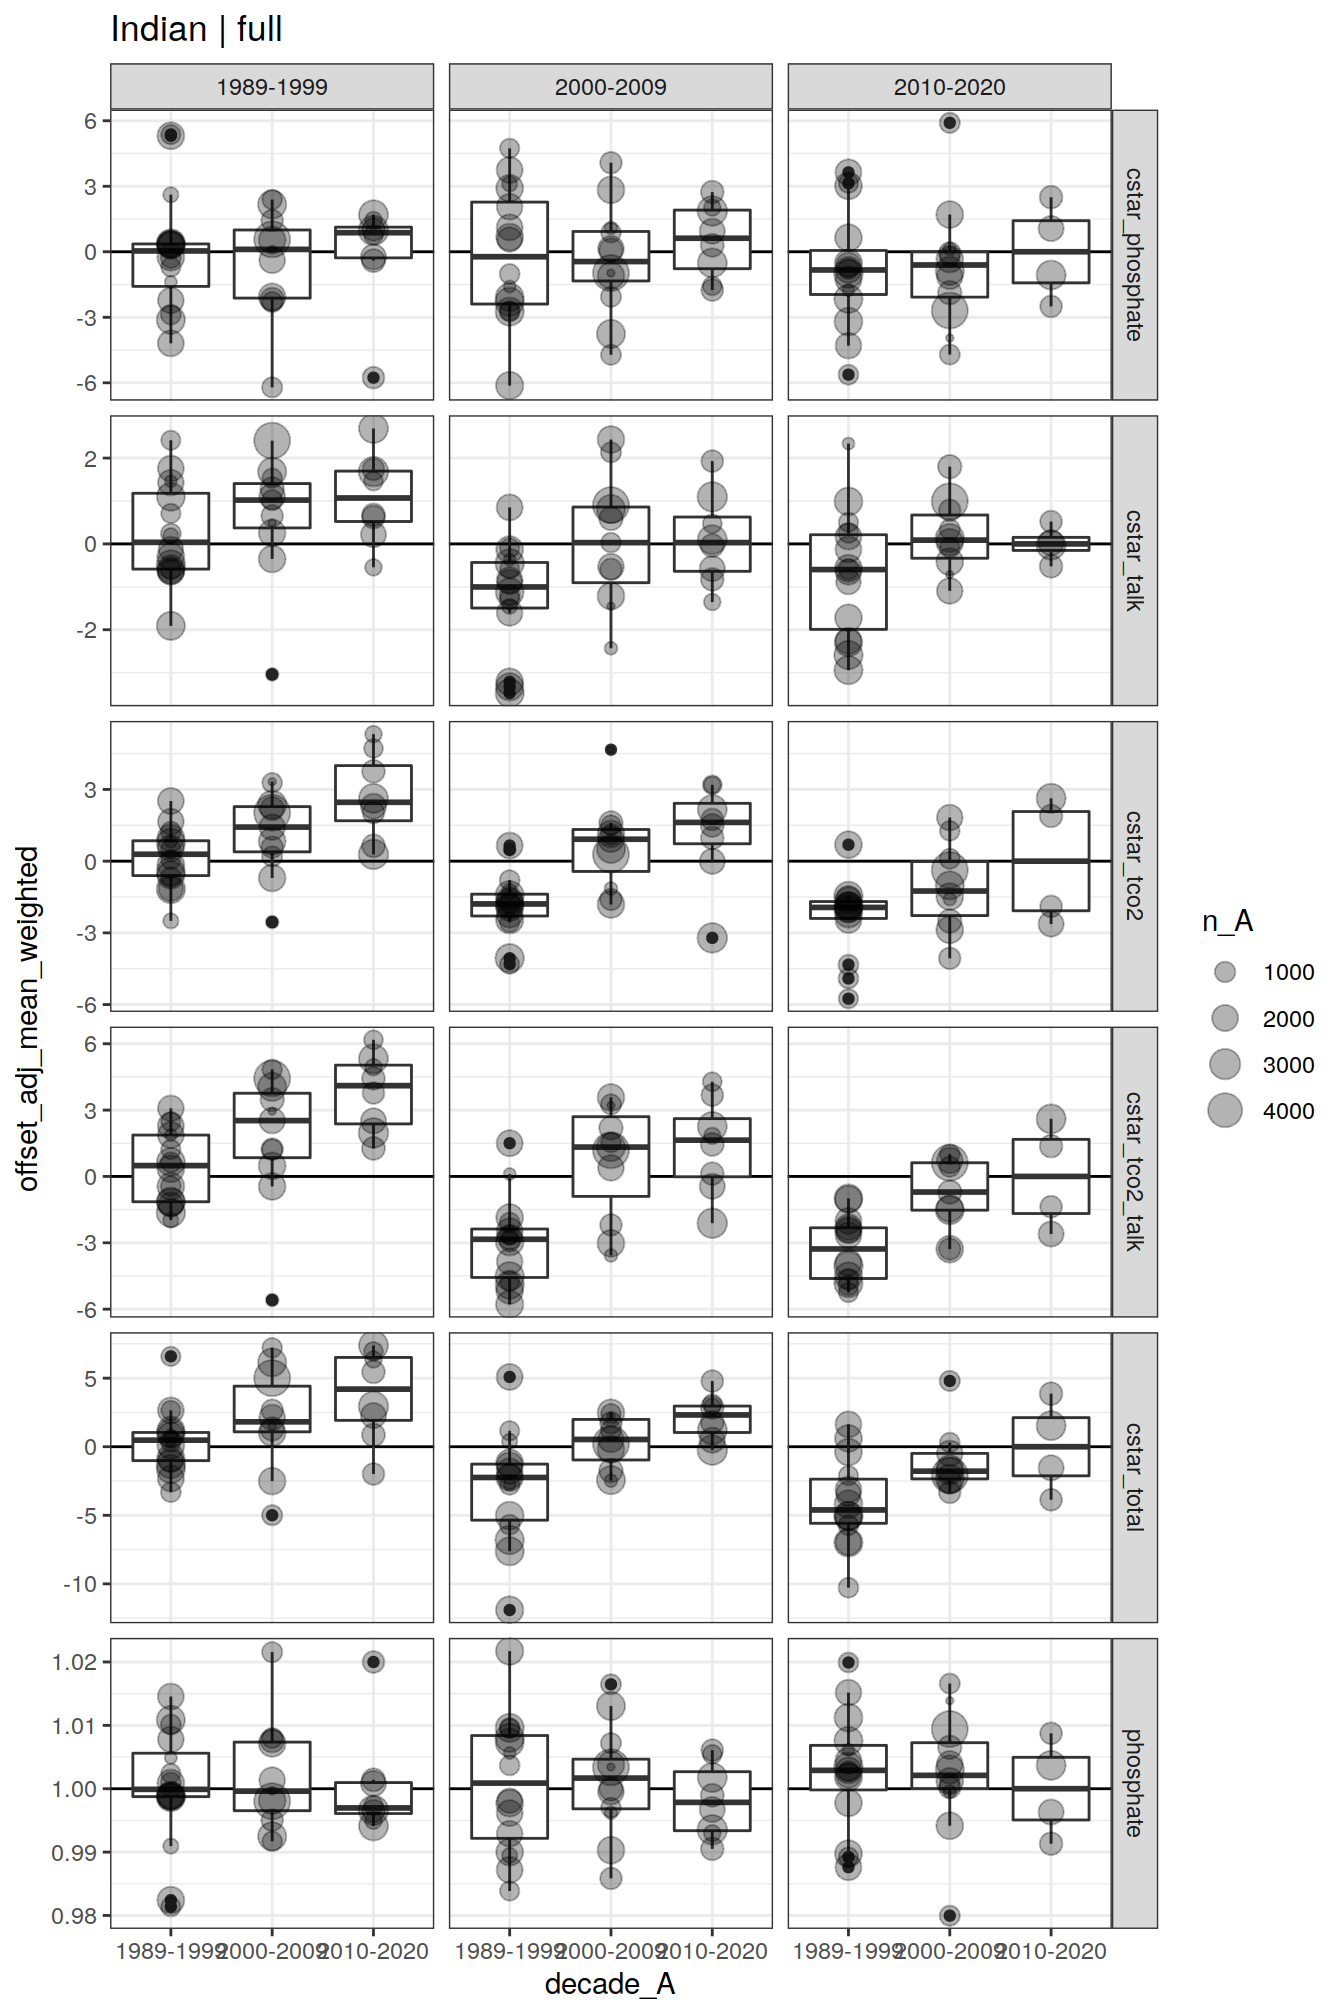 Indian | full
1989-1999 2000-2009 2010-2020
6
3
0
-3
-6
cstar_phosphate
2
0
-2
cstar_talk
3
0
-3
-6
cstar_tco2
6
3
0
-3
-6
cstar_tco2_talk
5
0
-5
-10
cstar_total
1.02
1.01
1.00
0.99
0.98
phosphate
1989-1999 2000-2009 2010-2020 1989-1999 2000-2009 2010-2020 1989-1999 2000-2009 2010-2020
decade_A
offset_adj_mean_weighted
n_A
1000
2000
3000
4000